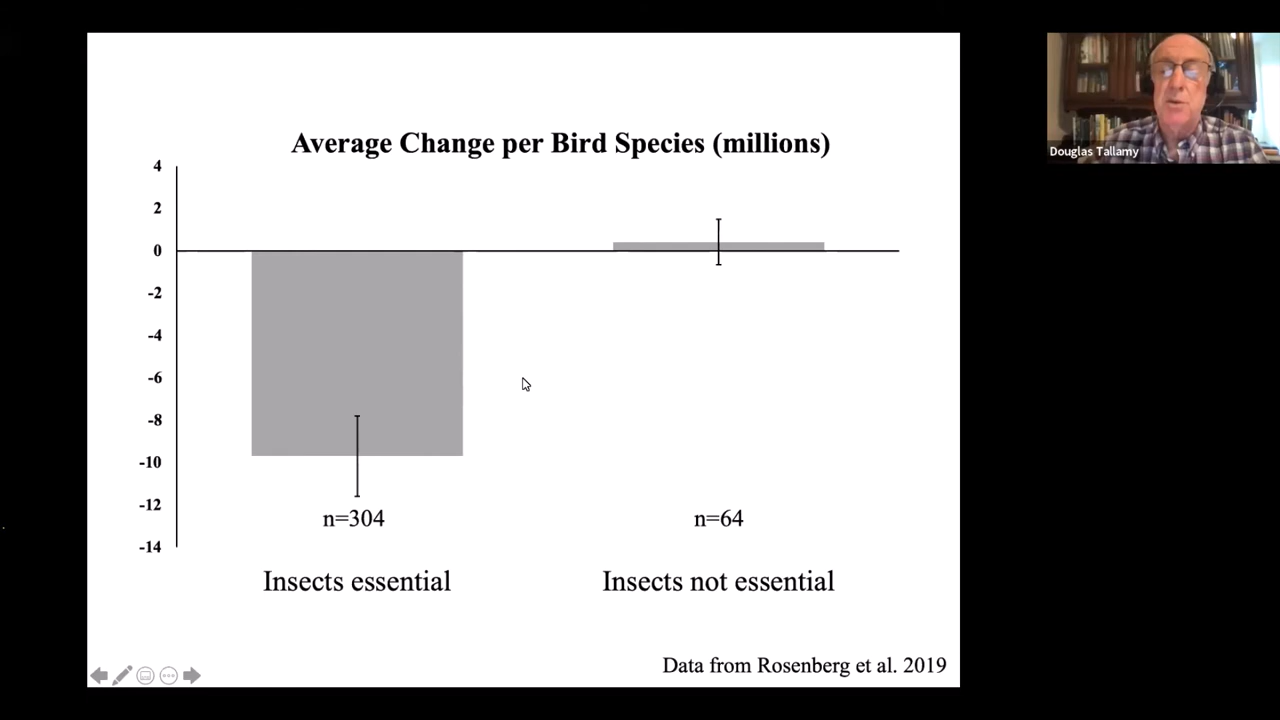 Average Change per Bird Species (millions)
4
2
0
-2
-4
-6
-8
-10
-12
-14
n=304
n=64
Insects essential
Insects not essential
Data from Rosenberg et al. 2019
Douglas Tallamy